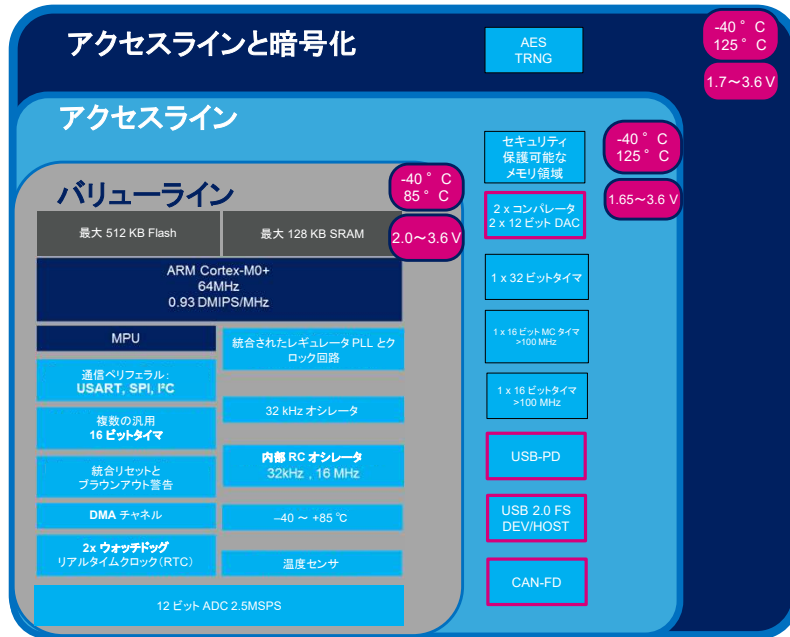 アクセスラインと暗号化
AES
TRNG
-40°C
125°C
1.7～3.6 V
アクセスライン
セキュリティ
保護可能な
メモリ領域
-40°C
125°C
1.65～3.6 V
バリューライン
-40°C
85°C
2.0～3.6 V
最大 512 KB Flash
最大 128 KB SRAM
ARM Cortex-M0+
64MHz
0.93 DMIPS/MHz
MPU
通信ペリフェラル:
USART, SPI, I²C
複数の汎用
16 ビットタイマ
統合リセットと
ブラウンアウト警告
DMA チャネル
2x ウォッチドッグ
リアルタイムクロック（RTC）
統合されたレギュレータ PLL とク
ロック回路
32 kHz オシレータ
内部 RC オシレータ
32kHz , 16 MHz
–40 ～ +85 °C
温度センサ
12 ビット ADC 2.5MSPS
2 x コンパレータ
2 x 12 ビット DAC
1 x 32 ビットタイマ
1 x 16 ビット MC タイマ
>100 MHz
1 x 16 ビットタイマ
>100 MHz
USB-PD
USB 2.0 FS
DEV/HOST
CAN-FD